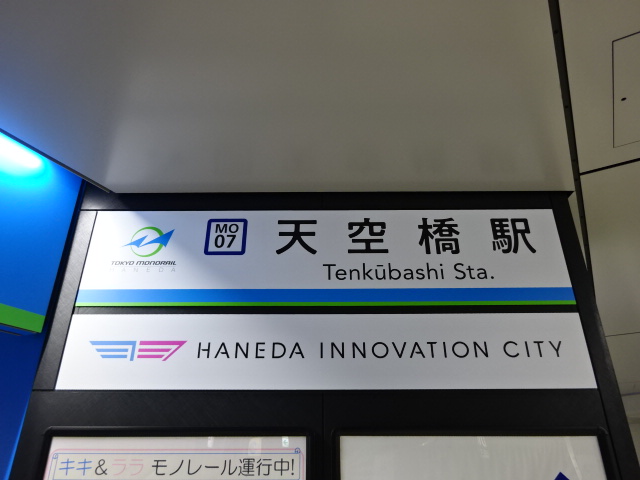 MO
07
天空橋駅
TOKYO MONORAIL
HANEDA
Tenkūbashi Sta.
HANEDA INNOVATION CITY
キキ&ララ モノレール運行中!